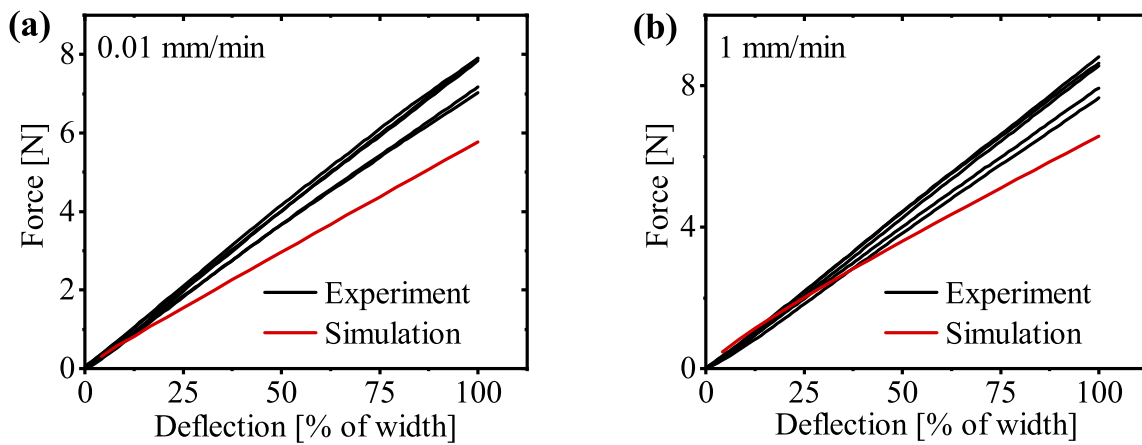 (a)
0.01 mm/min
Force [N]
8
6
4
2
0
Experiment
Simulation
0 25 50 75 100
Deflection [% of width]
(b)
1 mm/min
Force [N]
8
4
0
Experiment
Simulation
0 25 50 75 100
Deflection [% of width]